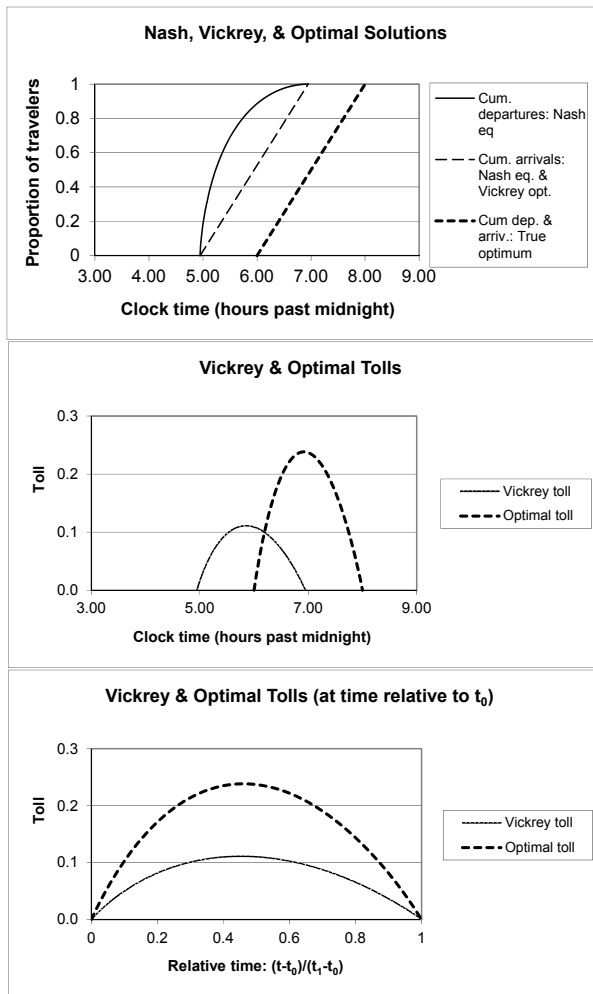 Nash, Vickrey, & Optimal Solutions
Proportion of travelers
1
0.8
0.6
0.4
0.2
0
3.00 4.00 5.00 6.00 7.00 8.00 9.00
Clock time (hours past midnight)
Cum.
departures: Nash
eq
Cum. arrivals:
Nash eq. &
Vickrey opt.
Cum dep. &
arriv.: True
optimum
Vickrey & Optimal Tolls
Toll
0.3
0.2
0.1
0.0
3.00 5.00 7.00 9.00
Clock time (hours past midnight)
Vickrey toll
Optimal toll
Vickrey & Optimal Tolls (at time relative to t₀)
Toll
0.3
0.2
0.1
0.0
0 0.2 0.4 0.6 0.8 1
Relative time: (t-t₀)/(t₁-t₀)
Vickrey toll
Optimal toll